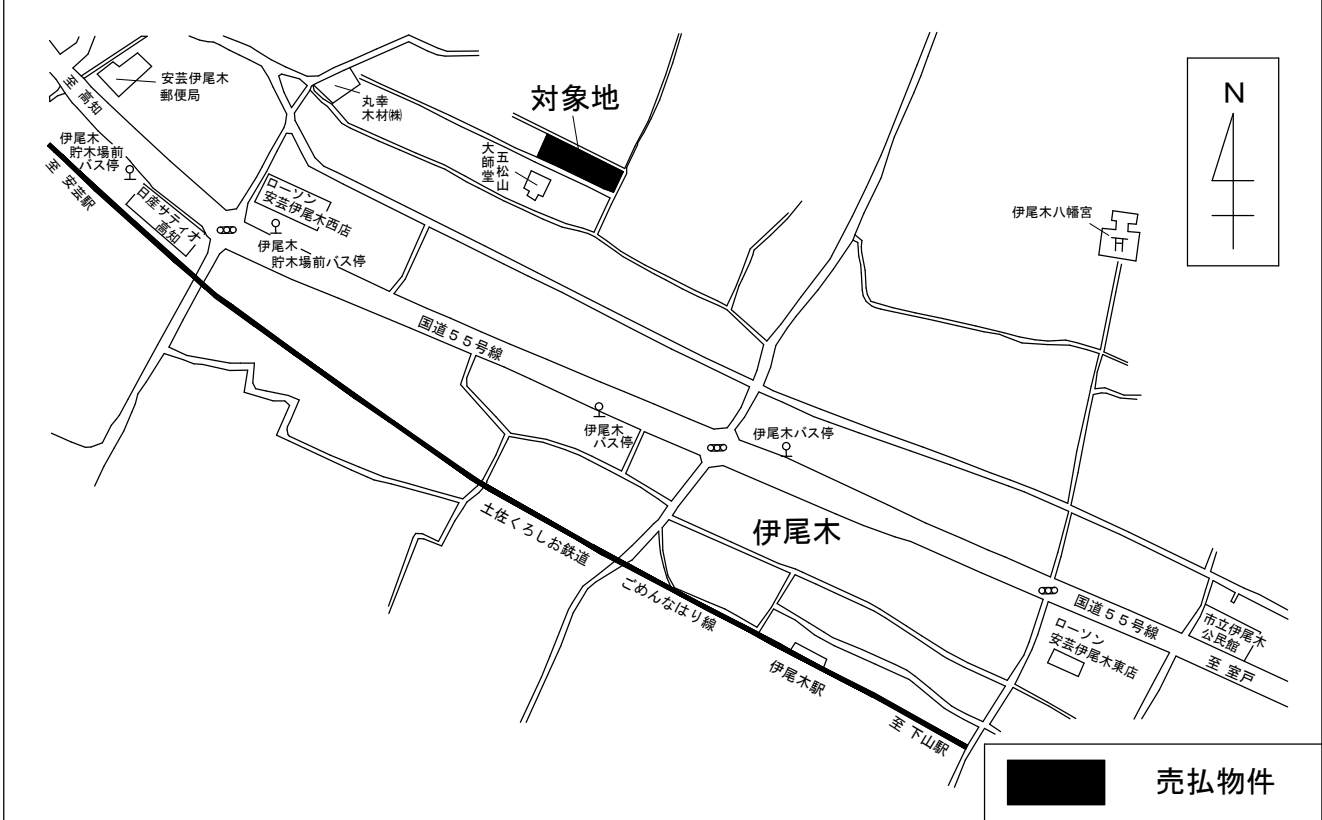 至 高知
安芸伊尾木
郵便局
丸幸
木材㈱
対象地
N
伊尾木
貯木場前
バス停
至 安芸駅
日産サティオ
高知
ローソン
安芸伊尾木西店
伊尾木
貯木場前バス停
五松山
大師堂
伊尾木八幡宮
国道５５号線
伊尾木
バス停
伊尾木バス停
伊尾木
土佐くろしお鉄道
ごめんなはり線
伊尾木駅
至 下山駅
国道５５号線
ローソン
安芸伊尾木東店
市立伊尾木
公民館
至 室戸
売払物件